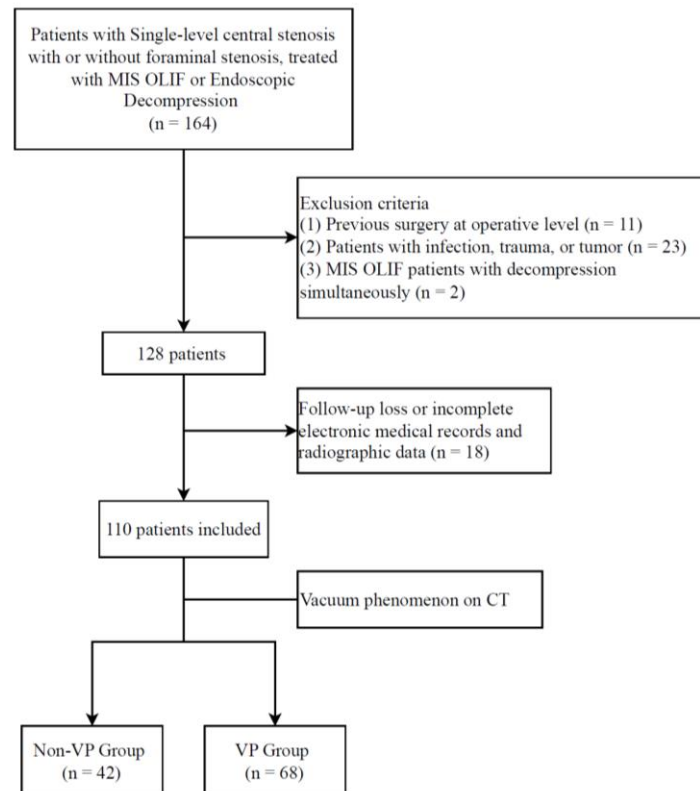 Patients with Single-level central stenosis
with or without foraminal stenosis, treated
with MIS OLIF or Endoscopic
Decompression
(n = 164)
Exclusion criteria
(1) Previous surgery at operative level (n = 11)
(2) Patients with infection, trauma, or tumor (n = 23)
(3) MIS OLIF patients with decompression
simultaneously (n = 2)
128 patients
Follow-up loss or incomplete
electronic medical records and
radiographic data (n = 18)
110 patients included
Vacuum phenomenon on CT
Non-VP Group
(n = 42)
VP Group
(n = 68)